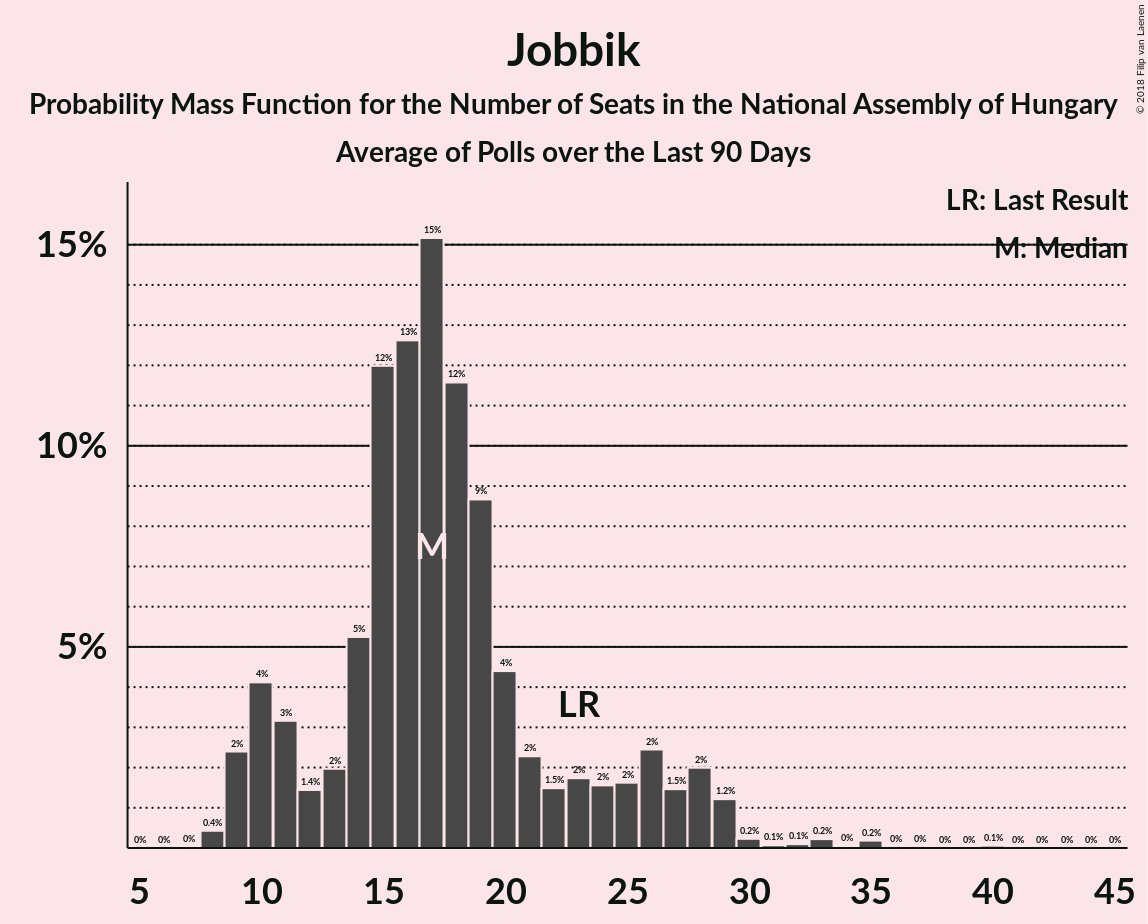 Jobbik
Probability Mass Function for the Number of Seats in the National Assembly of Hungary
Average of Polls over the Last 90 Days
© 2018 Filip van Laenen
LR: Last Result
M: Median
15%
10%
5%
0% 0% 0% 0.4% 2% 4% 3% 1.4% 2% 5% 12% 13% 15% 12% 9% 4% 2% 1.5% 2% 2% 2% 2% 1.5% 2% 1.2% 0.2% 0.1% 0.1% 0.2% 0% 0.2% 0% 0% 0% 0% 0.1% 0% 0% 0% 0% 0%
M
LR
5 10 15 20 25 30 35 40 45